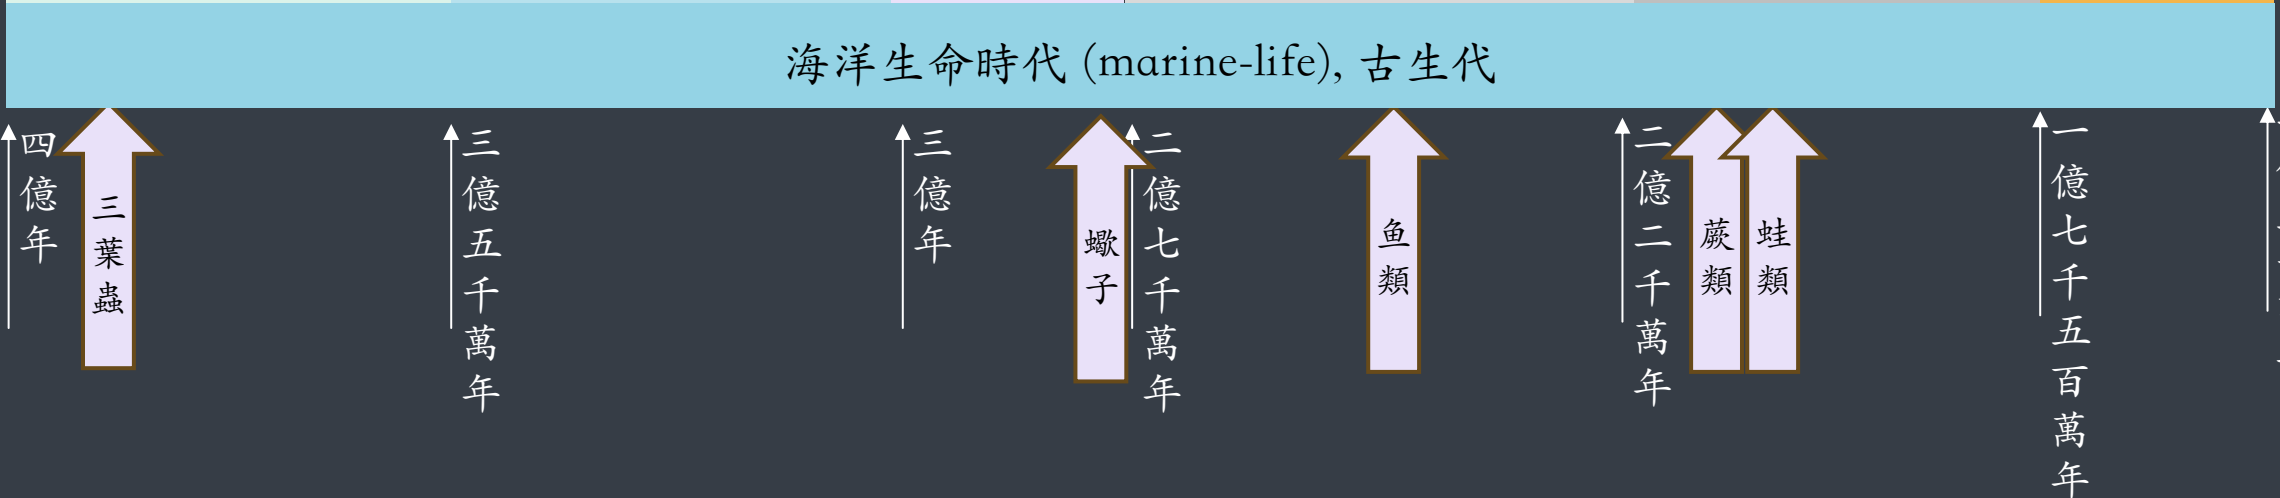 海洋生命時代 (marine-life), 古生代
四億年
三葉蟲
三億五千萬年
三億年
蠍子
二億七千萬年
鱼類
二億二千萬年
蕨類
蛙類
一億七千五百萬年